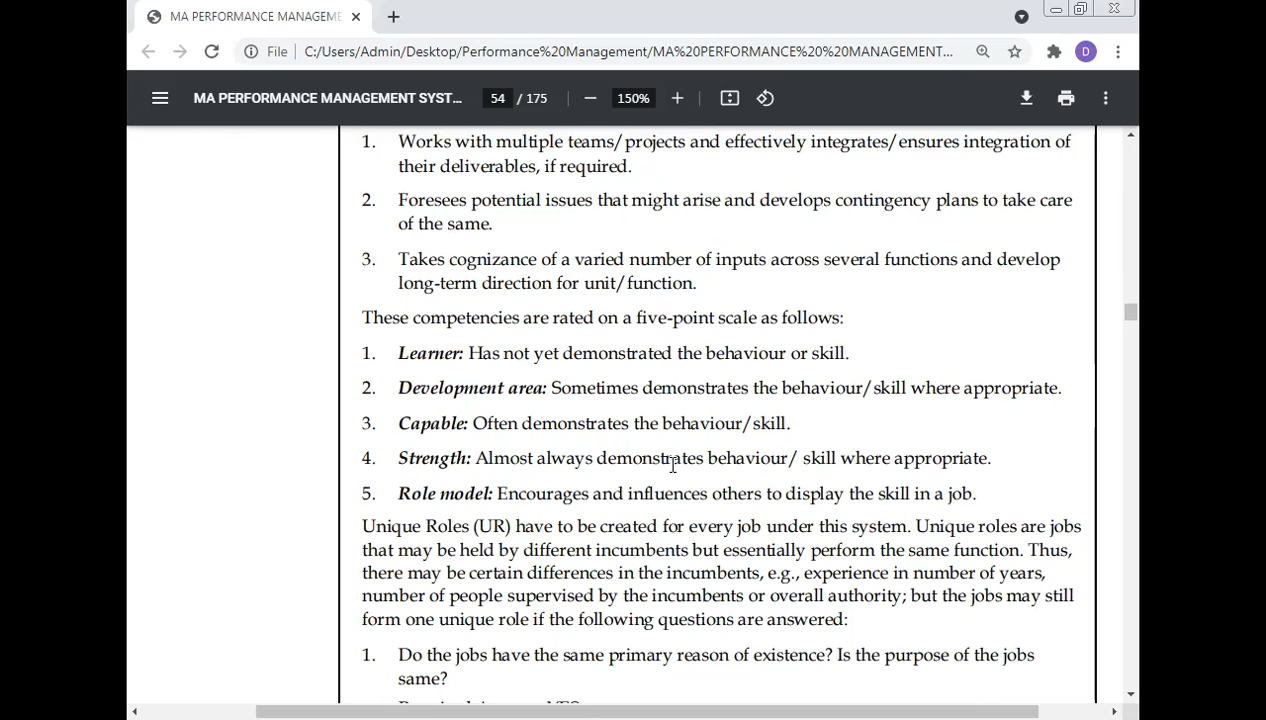 MA PERFORMANCE MANAGEME
File C:/Users/Admin/Desktop/Performance%20Management/MA%20PERFORMANCE%20%20MANAGEMENT... D
MA PERFORMANCE MANAGEMENT SYST... 54 / 175 150%
1. Works with multiple teams/projects and effectively integrates/ensures integration of
their deliverables, if required.
2. Foresees potential issues that might arise and develops contingency plans to take care
of the same.
3. Takes cognizance of a varied number of inputs across several functions and develop
long-term direction for unit/function.
These competencies are rated on a five-point scale as follows:
1. Learner: Has not yet demonstrated the behaviour or skill.
2. Development area: Sometimes demonstrates the behaviour/skill where appropriate.
3. Capable: Often demonstrates the behaviour/skill.
4. Strength: Almost always demonstrates behaviour/ skill where appropriate.
5. Role model: Encourages and influences others to display the skill in a job.
Unique Roles (UR) have to be created for every job under this system. Unique roles are jobs
that may be held by different incumbents but essentially perform the same function. Thus,
there may be certain differences in the incumbents, e.g., experience in number of years,
number of people supervised by the incumbents or overall authority; but the jobs may still
form one unique role if the following questions are answered:
1. Do the jobs have the same primary reason of existence? Is the purpose of the jobs
same?